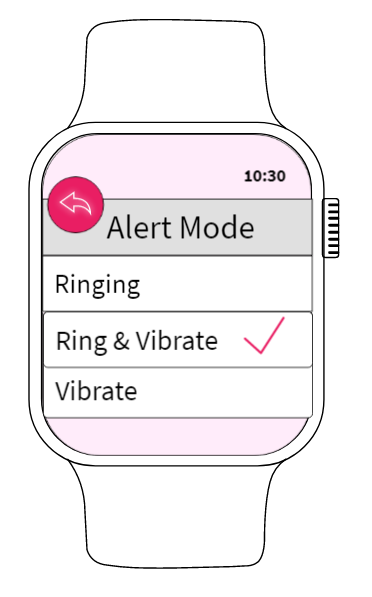 10:30
Alert Mode
Ringing
Ring & Vibrate
Vibrate